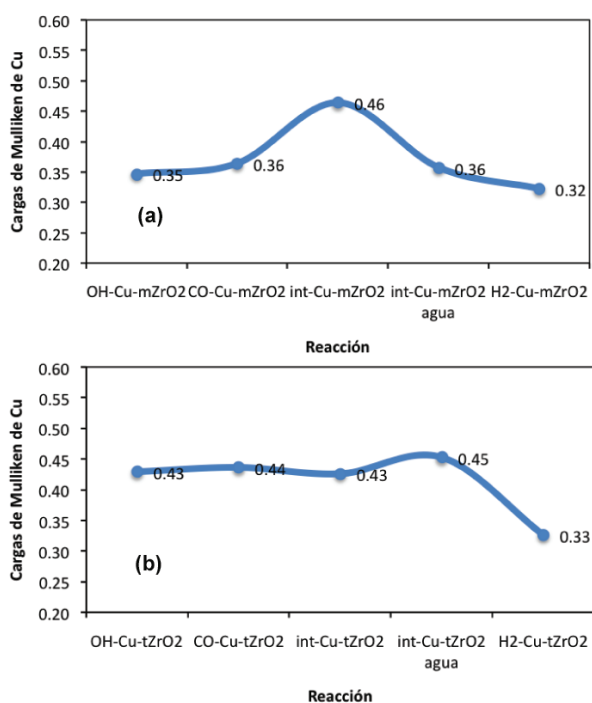 Cargas de Mulliken de Cu
0.60
0.55
0.50
0.45
0.40
0.35
0.30
0.25
0.20
0.35
0.36
0.46
0.36
0.32
(a)
OH-Cu-mZrO2 CO-Cu-mZrO2 int-Cu-mZrO2 int-Cu-mZrO2 H2-Cu-mZrO2
agua
Reacción
Cargas de Mulliken de Cu
0.60
0.55
0.50
0.45
0.40
0.35
0.30
0.25
0.20
0.43
0.44
0.43
0.45
0.33
(b)
OH-Cu-tZrO2 CO-Cu-tZrO2 int-Cu-tZrO2 int-Cu-tZrO2 H2-Cu-tZrO2
agua
Reacción